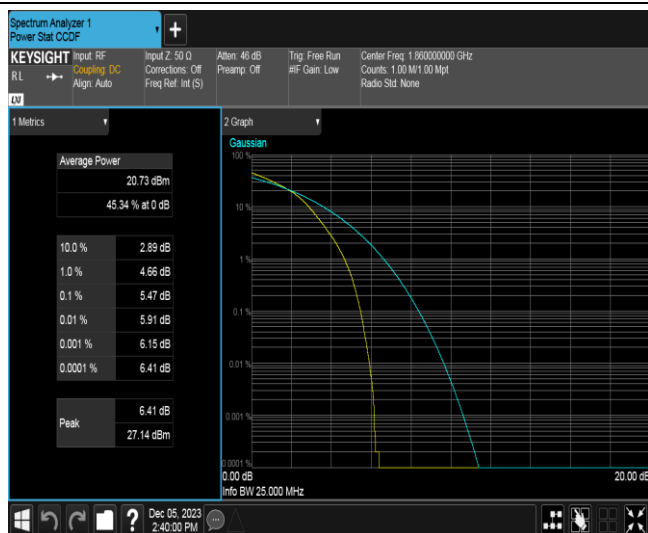 Spectrum Analyzer 1
Power Stat CCDF
+
KEYSIGHT Input: RF Input Z: 50 Ω Atten: 46 dB Trig: Free Run Center Freq: 1.860000000 GHz
RL Coupling: DC Corrections: Off Preamp: Off #IF Gain: Low Counts: 1.00 M/1.00 Mpt
Align: Auto Freq Ref: Int (S) Radio Std: None
LXI
1 Metrics
Average Power
20.73 dBm
45.34 % at 0 dB
10.0 % 2.89 dB
1.0 % 4.66 dB
0.1 % 5.47 dB
0.01 % 5.91 dB
0.001 % 6.15 dB
0.0001 % 6.41 dB
Peak 6.41 dB
27.14 dBm
2 Graph
Gaussian
100 %
10 %
1 %
0.1 %
0.01 %
0.001 %
0.0001 %
0.00 dB 20.00 dB
Info BW 25.000 MHz
? Dec 05, 2023
2:40:00 PM